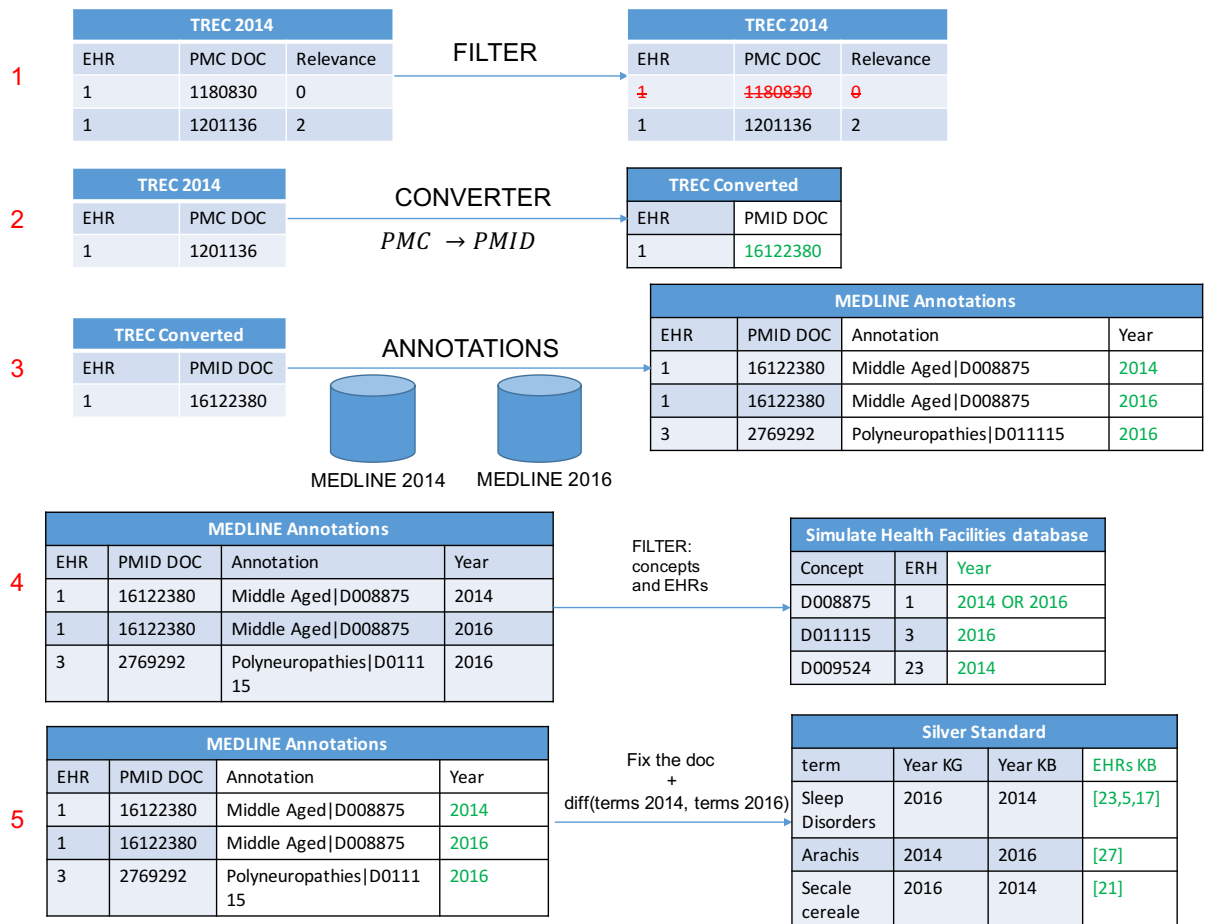 TREC 2014
EHR PMC DOC Relevance
1 1180830 0
1 1201136 2
1
FILTER
TREC 2014
EHR PMC DOC Relevance
1 1180830 0
1 1201136 2
2
TREC 2014
EHR PMC DOC
1 1201136
CONVERTER
PMC → PMID
TREC Converted
EHR PMID DOC
1 16122380
3
TREC Converted
EHR PMID DOC
1 16122380
ANNOTATIONS
MEDLINE 2014 MEDLINE 2016
MEDLINE Annotations
EHR PMID DOC Annotation Year
1 16122380 Middle Aged|D008875 2014
1 16122380 Middle Aged|D008875 2016
3 2769292 Polyneuropathies|D011115 2016
4
MEDLINE Annotations
EHR PMID DOC Annotation Year
1 16122380 Middle Aged|D008875 2014
1 16122380 Middle Aged|D008875 2016
3 2769292 Polyneuropathies|D0111 2016
15
FILTER:
concepts
and EHRs
Simulate Health Facilities database
Concept ERH Year
D008875 1 2014 OR 2016
D011115 3 2016
D009524 23 2014
5
MEDLINE Annotations
EHR PMID DOC Annotation Year
1 16122380 Middle Aged|D008875 2014
1 16122380 Middle Aged|D008875 2016
3 2769292 Polyneuropathies|D0111 2016
15
Fix the doc
+
diff(terms 2014, terms 2016)
Silver Standard
term Year KG Year KB EHRs KB
Sleep 2016 2014 [23,5,17]
Disorders
Arachis 2014 2016 [27]
Secale 2016 2014 [21]
cereale